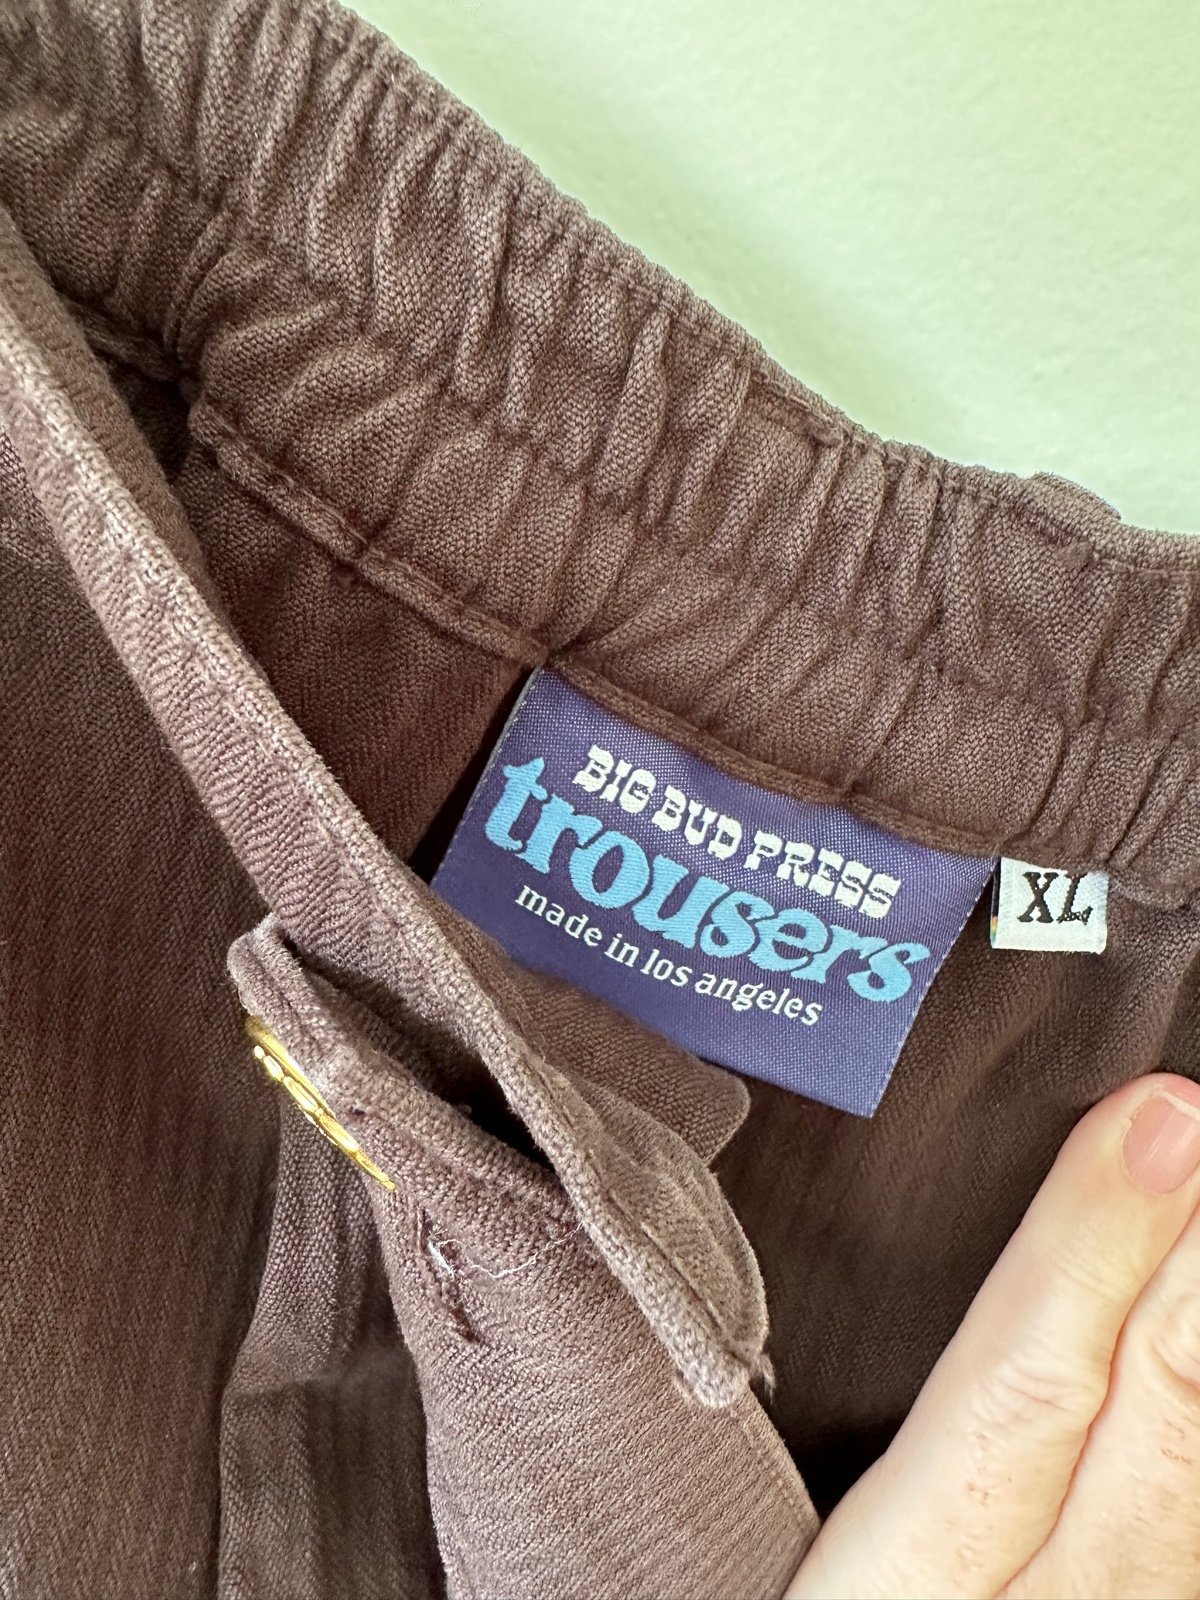 BIG BUD PRESS
trousers
made in los angeles
XL